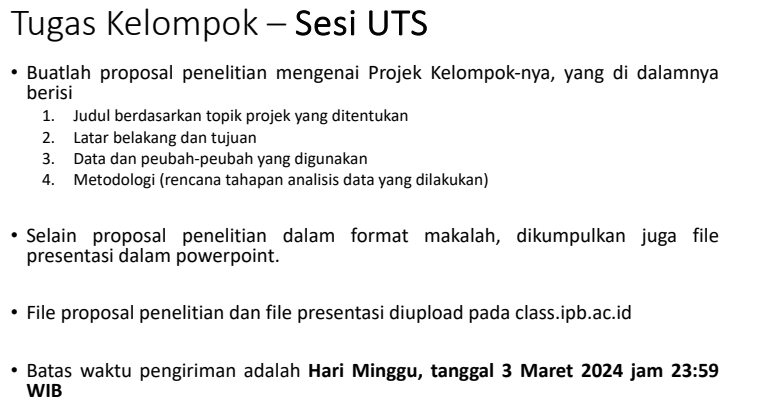 Tugas Kelompok – Sesi UTS
• Buatlah proposal penelitian mengenai Projek Kelompok-nya, yang di dalamnya
berisi
1. Judul berdasarkan topik projek yang ditentukan
2. Latar belakang dan tujuan
3. Data dan peubah-peubah yang digunakan
4. Metodologi (rencana tahapan analisis data yang dilakukan)
• Selain proposal penelitian dalam format makalah, dikumpulkan juga file
presentasi dalam powerpoint.
• File proposal penelitian dan file presentasi diupload pada class.ipb.ac.id
• Batas waktu pengiriman adalah Hari Minggu, tanggal 3 Maret 2024 jam 23:59
WIB